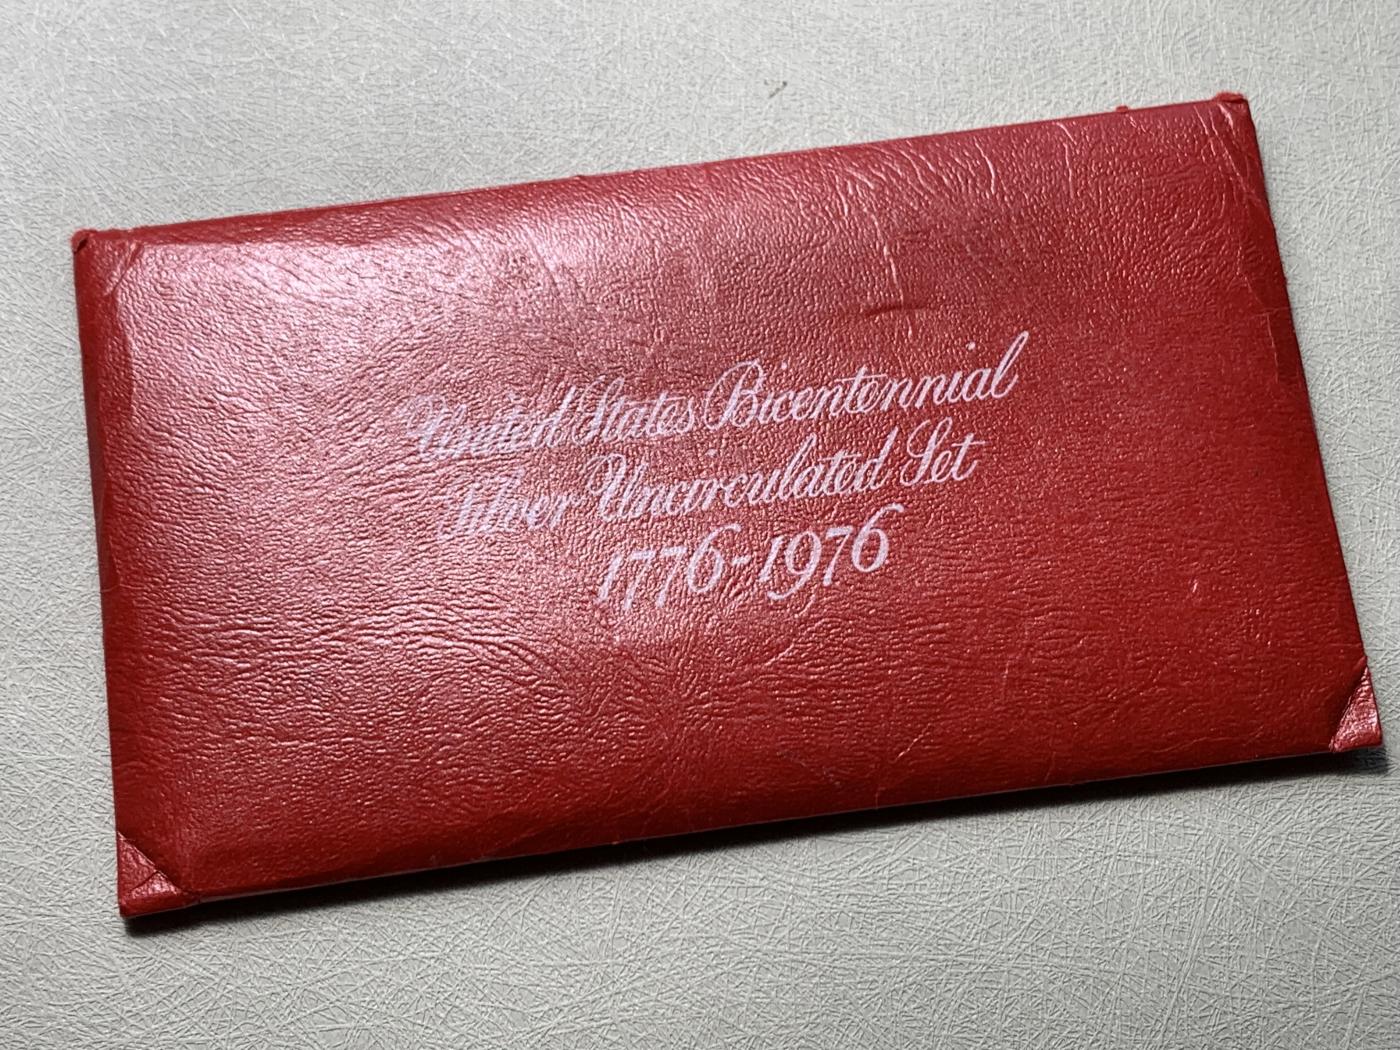 United States Bicentennial
Silver Uncirculated Set
1776-1976